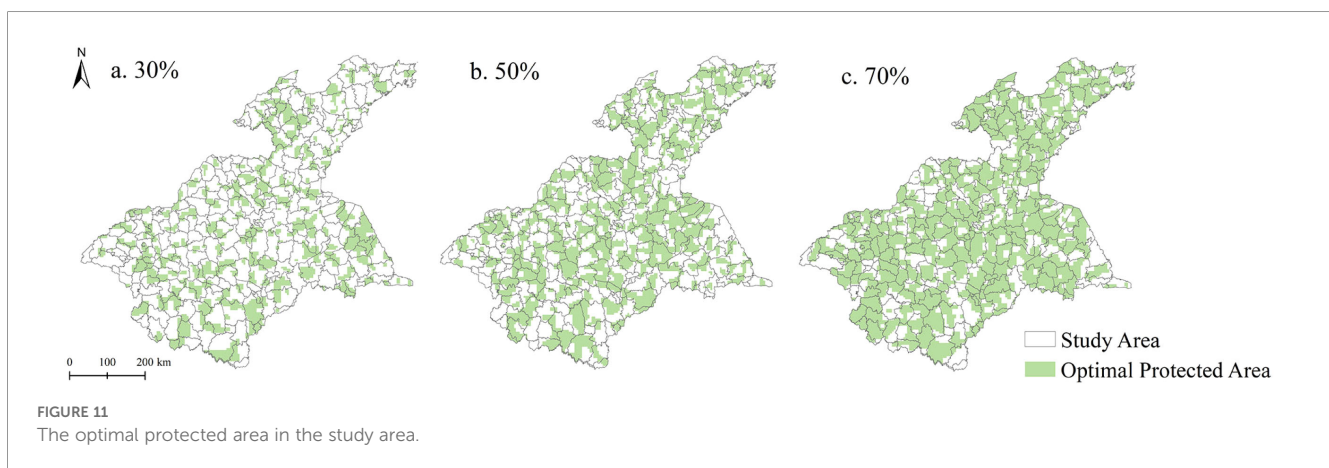 N
a. 30%
b. 50%
c. 70%
0 100 200 km
Study Area
Optimal Protected Area
FIGURE 11
The optimal protected area in the study area.